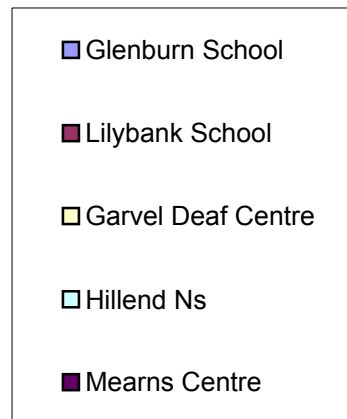 Glenburn School
Lilybank School
Garvel Deaf Centre
Hillend Ns
Mearns Centre